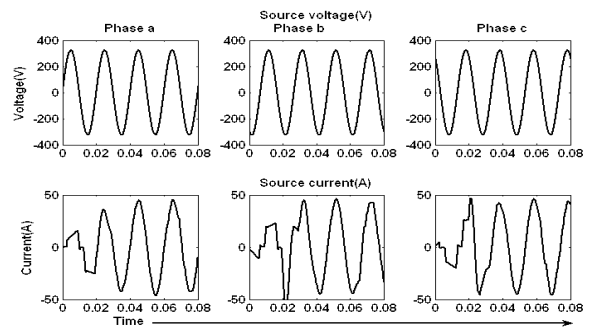 Source voltage(V)
Phase a Phase b Phase c
Voltage(V)
400 400 400
200 200 200
0 0 0
-200 -200 -200
-400 -400 -400
0 0.02 0.04 0.06 0.08 0 0.02 0.04 0.06 0.08 0 0.02 0.04 0.06 0.08
Source current(A)
Current(A)
50 50 50
0 0 0
-50 -50 -50
0 0.02 0.04 0.06 0.08 0 0.02 0.04 0.06 0.08 0 0.02 0.04 0.06 0.08
Time